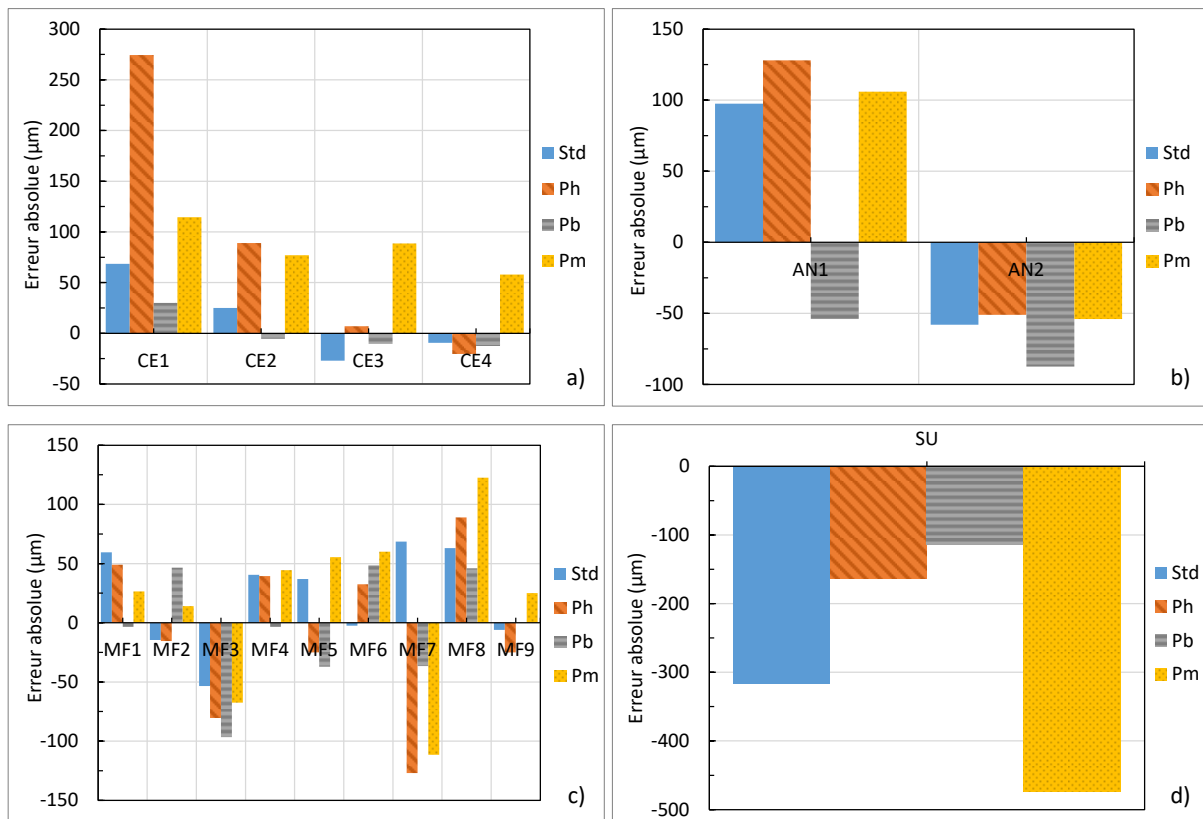 300
250
200
150
100
50
0
-50
Erreur absolue (µm)
CE1 CE2 CE3 CE4
Std
Ph
Pb
Pm
a)
150
100
50
0
-50
-100
Erreur absolue (µm)
AN1 AN2
Std
Ph
Pb
Pm
b)
150
100
50
0
-50
-100
-150
Erreur absolue (µm)
MF1 MF2 MF3 MF4 MF5 MF6 MF7 MF8 MF9
Std
Ph
Pb
Pm
c)
SU
0
-100
-200
-300
-400
-500
Erreur absolue (µm)
Std
Ph
Pb
Pm
d)